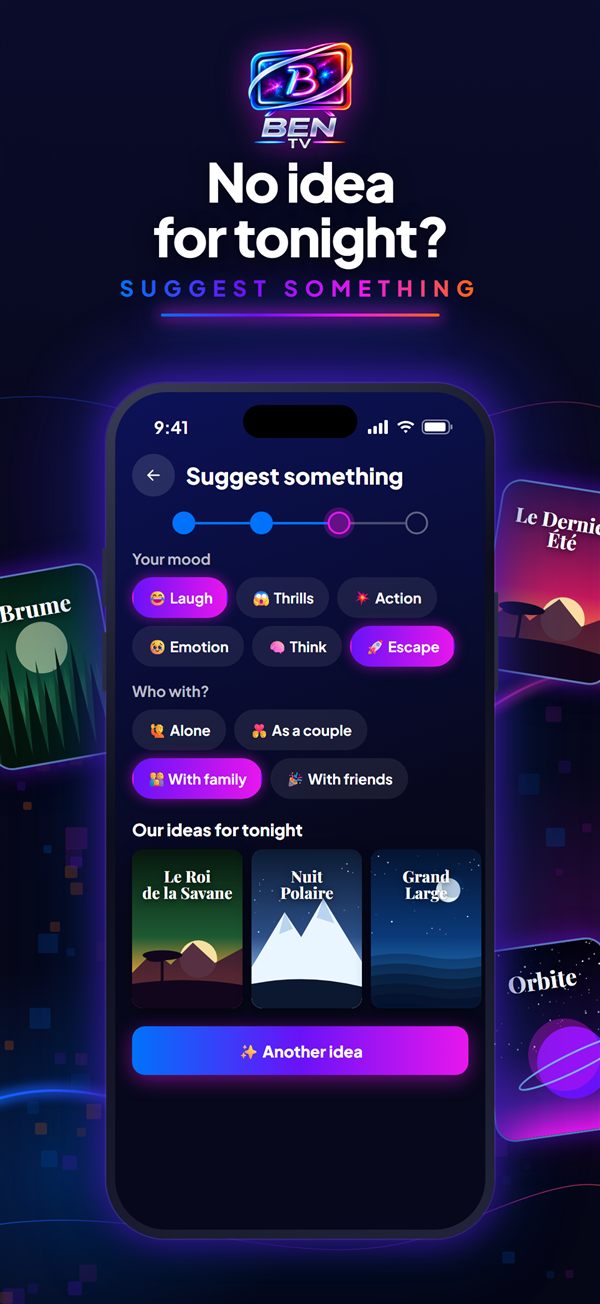 B
BEN
TV
No idea
for tonight?
SUGGEST SOMETHING
9:41
Suggest something
Your mood
Laugh
Thrills
Action
Emotion
Think
Escape
Who with?
Alone
As a couple
With family
With friends
Our ideas for tonight
Le Roi
de la Savane
Nuit
Polaire
Grand
Large
Another idea
Brume
Le Dernie
Été
Orbite